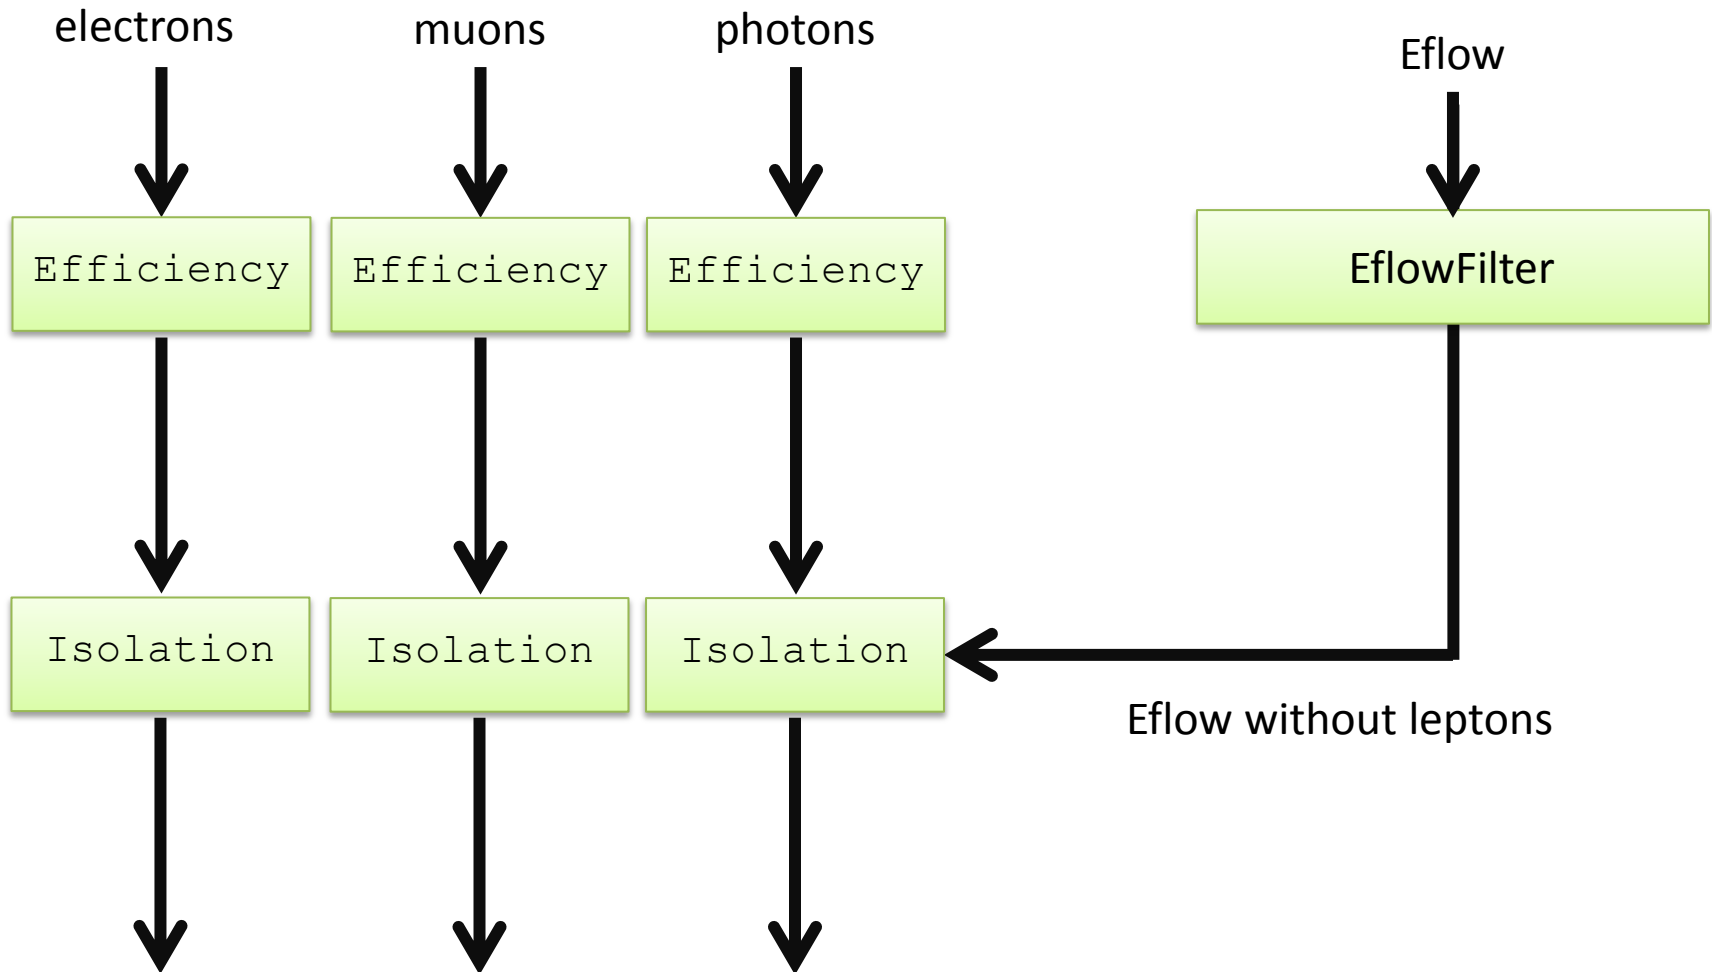 electrons
muons
photons
Eflow
Efficiency
Efficiency
Efficiency
EflowFilter
Isolation
Isolation
Isolation
Eflow without leptons